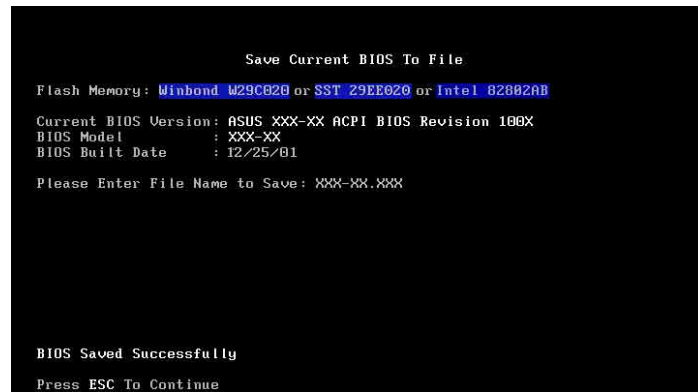 Save Current BIOS To File
Flash Memory: Winbond W29C020 or SST 29EE020 or Intel 82802AB
Current BIOS Version: ASUS XXX-XX ACPI BIOS Revision 100X
BIOS Model : XXX-XX
BIOS Built Date : 12/25/01
Please Enter File Name to Save: XXX-XX.XXX
BIOS Saved Successfully
Press ESC To Continue